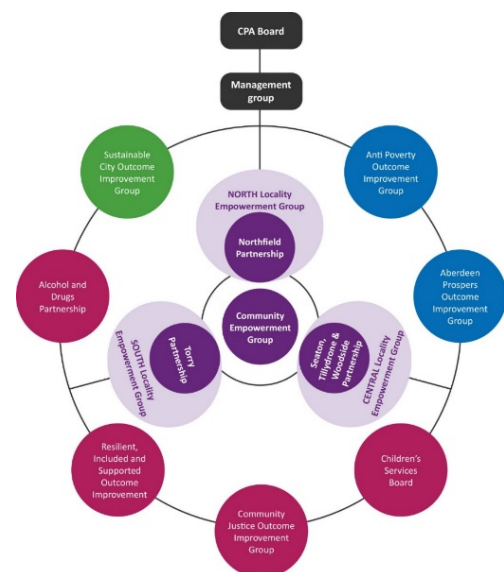 CPA Board
Management
group
Sustainable
City Outcome
Improvement
Group
Anti Poverty
Outcome
Improvement
Group
NORTH Locality
Empowerment Group
Northfield
Partnership
Alcohol and
Drugs
Partnership
Aberdeen
Prospers
Outcome
Improvement
Group
Community
Empowerment
Group
SOUTH Locality
Empowerment Group
Torry
Partnership
Seaton,
Tillydrone &
Woodside
Partnership
CENTRAL Locality
Empowerment Group
Resilient,
Included and
Supported
Outcome
Improvement
Children's
Services
Board
Community
Justice Outcome
Improvement
Group